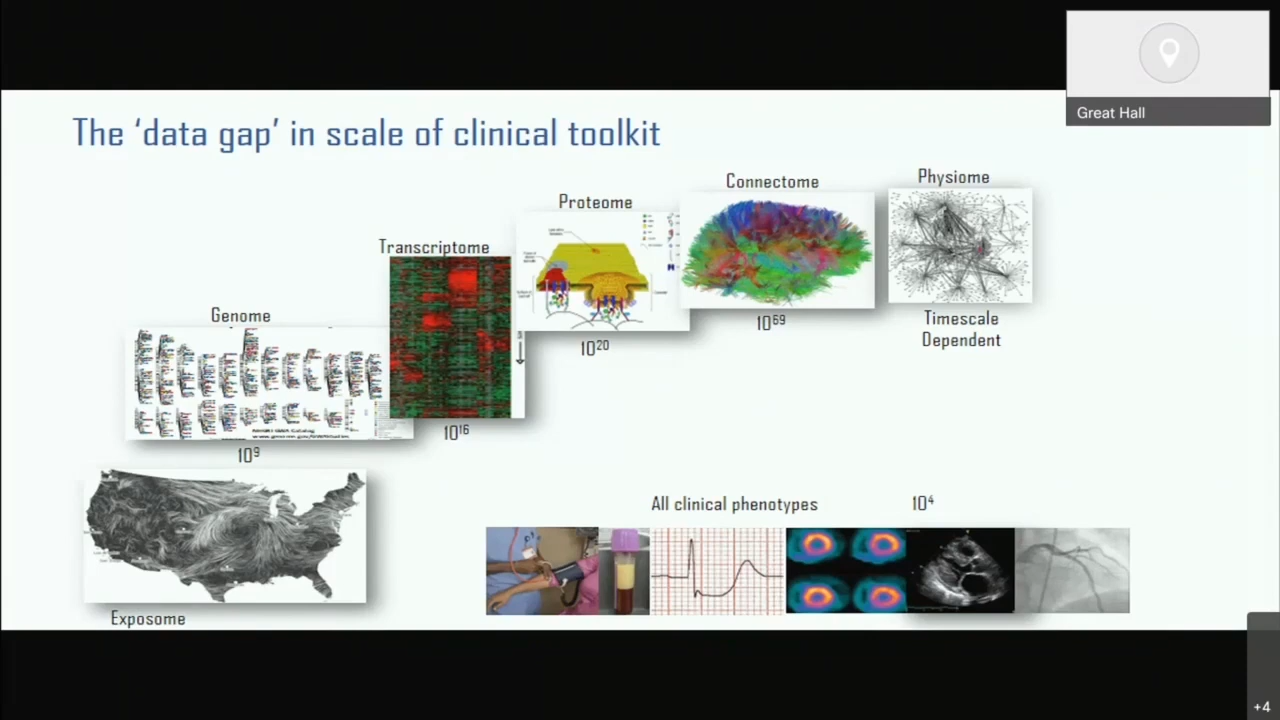 Great Hall
The 'data gap' in scale of clinical toolkit
Physiome
Connectome
Proteome
Transcriptome
Genome
Timescale
Dependent
10⁶⁹
10²⁰
10¹⁶
10⁹
All clinical phenotypes 10⁴
Exposome
+4